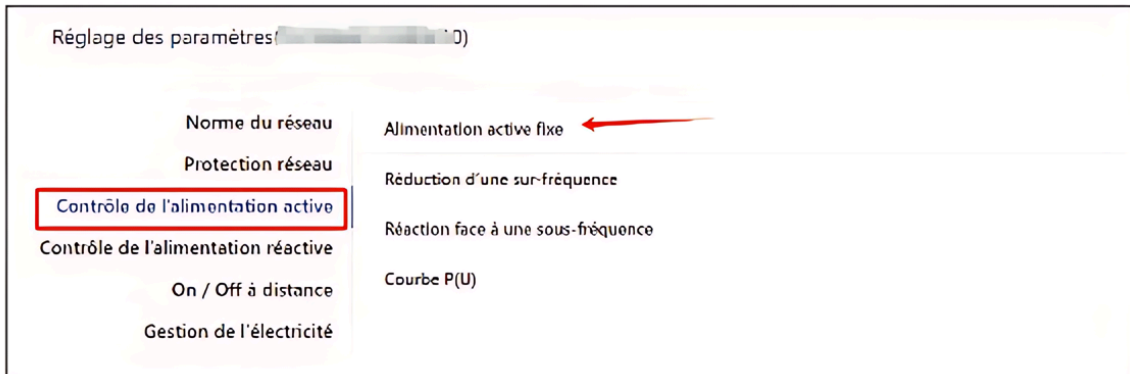 Réglage des paramètres( 0)
Norme du réseau
Protection réseau
Contrôle de l'alimentation active
Contrôle de l'alimentation réactive
On / Off à distance
Gestion de l'électricité
Alimentation active fixe
Réduction d'une sur-fréquence
Réaction face à une sous-fréquence
Courbe P(U)